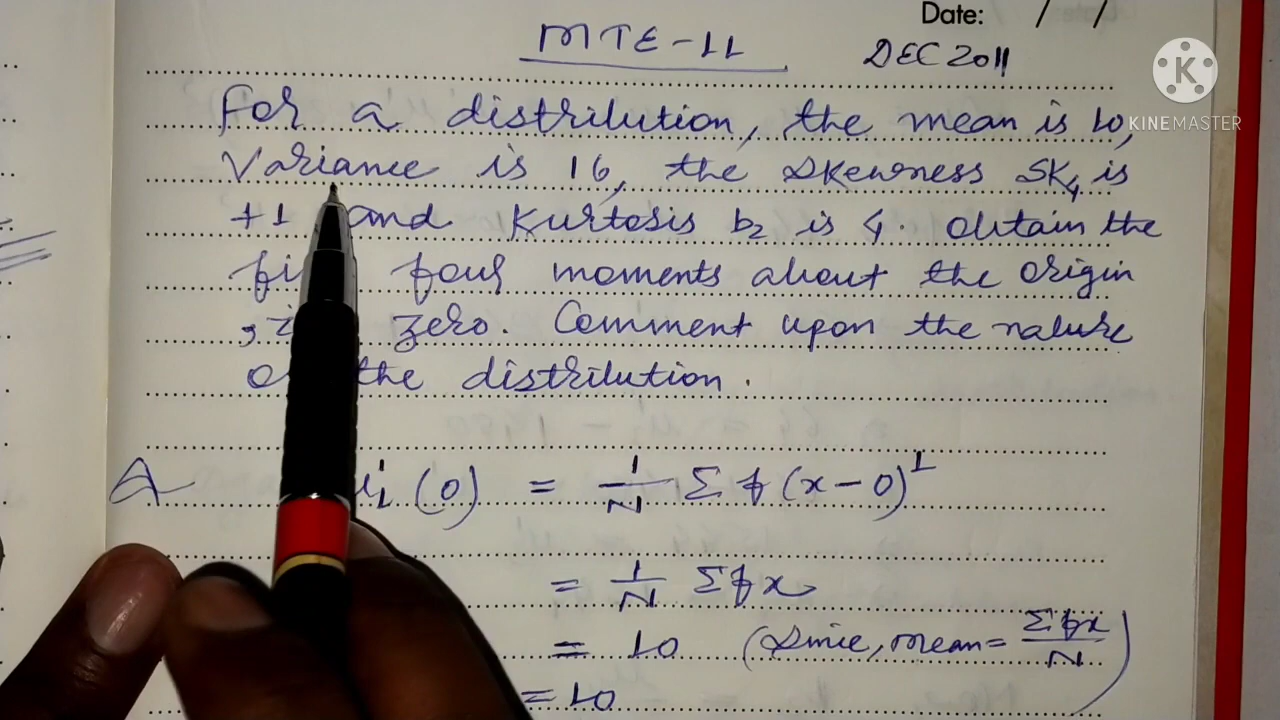 Date: / /
MTE-11
DEC 2011
K
KINEMASTER
For a distribution, the mean is 10,
Variance is 16, the Skewness SK4 is
+1 and Kurtosis b2 is 4. Obtain the
four moments about the origin
zero. Comment upon the nature
the distribution.
A
(0) = 1/N Σ f (x-0)^1
= 1/N Σfx
= 10 (Since, mean = Σfx/N)
= 10